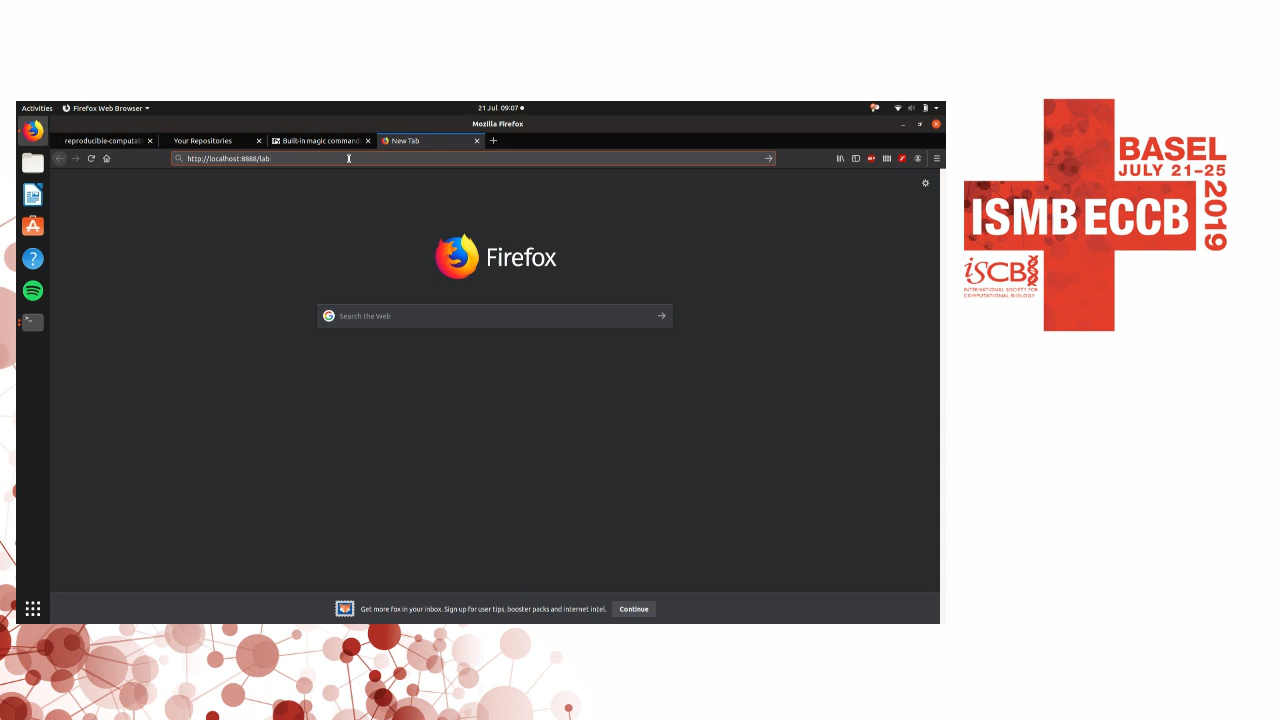 Activities
Firefox Web Browser
21 Jul 09:07
Mozilla Firefox
reproducible-computat
Your Repositories
Built-in magic command
New Tab
http://localhost:8888/lab
Firefox
Search the Web
Get more fox in your inbox. Sign up for user tips, booster packs and internet intel.
Continue
BASEL
JULY 21-25
2019
ISMB ECCB
iSCB
INTERNATIONAL SOCIETY FOR
COMPUTATIONAL BIOLOGY